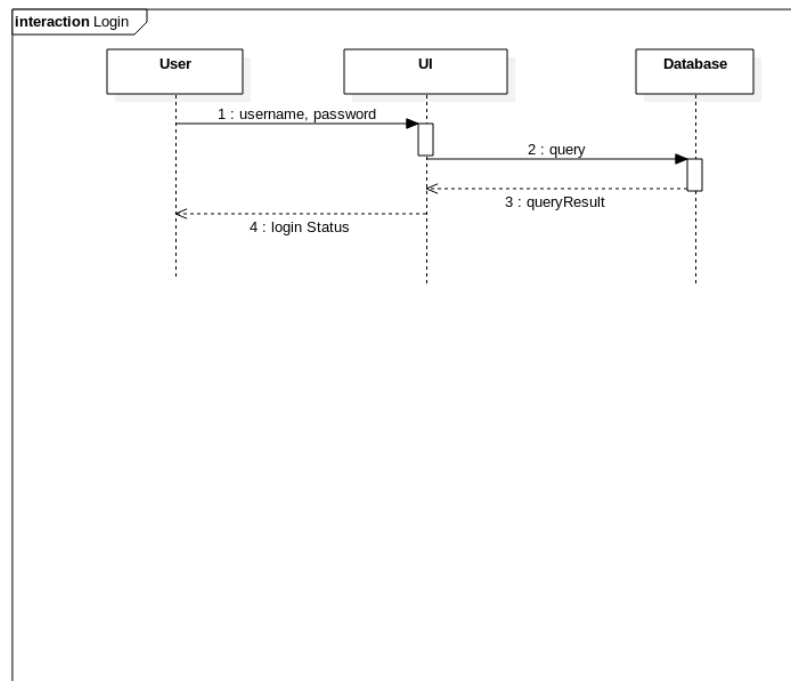 interaction Login
User
UI
Database
1 : username, password
2 : query
3 : queryResult
4 : login Status